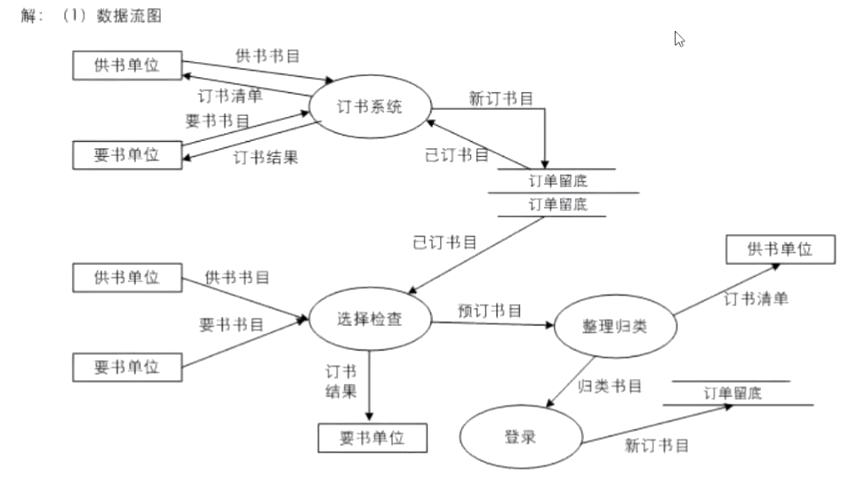 解：（1）数据流图
供书单位
供书书目
订书清单
订书系统
新订书目
要书书目
要书单位
订书结果
已订书目
订单留底
订单留底
已订书目
供书单位
供书单位
供书书目
订书清单
要书书目
选择检查
预订书目
整理归类
要书单位
订书
结果
归类书目
订单留底
要书单位
登录
新订书目